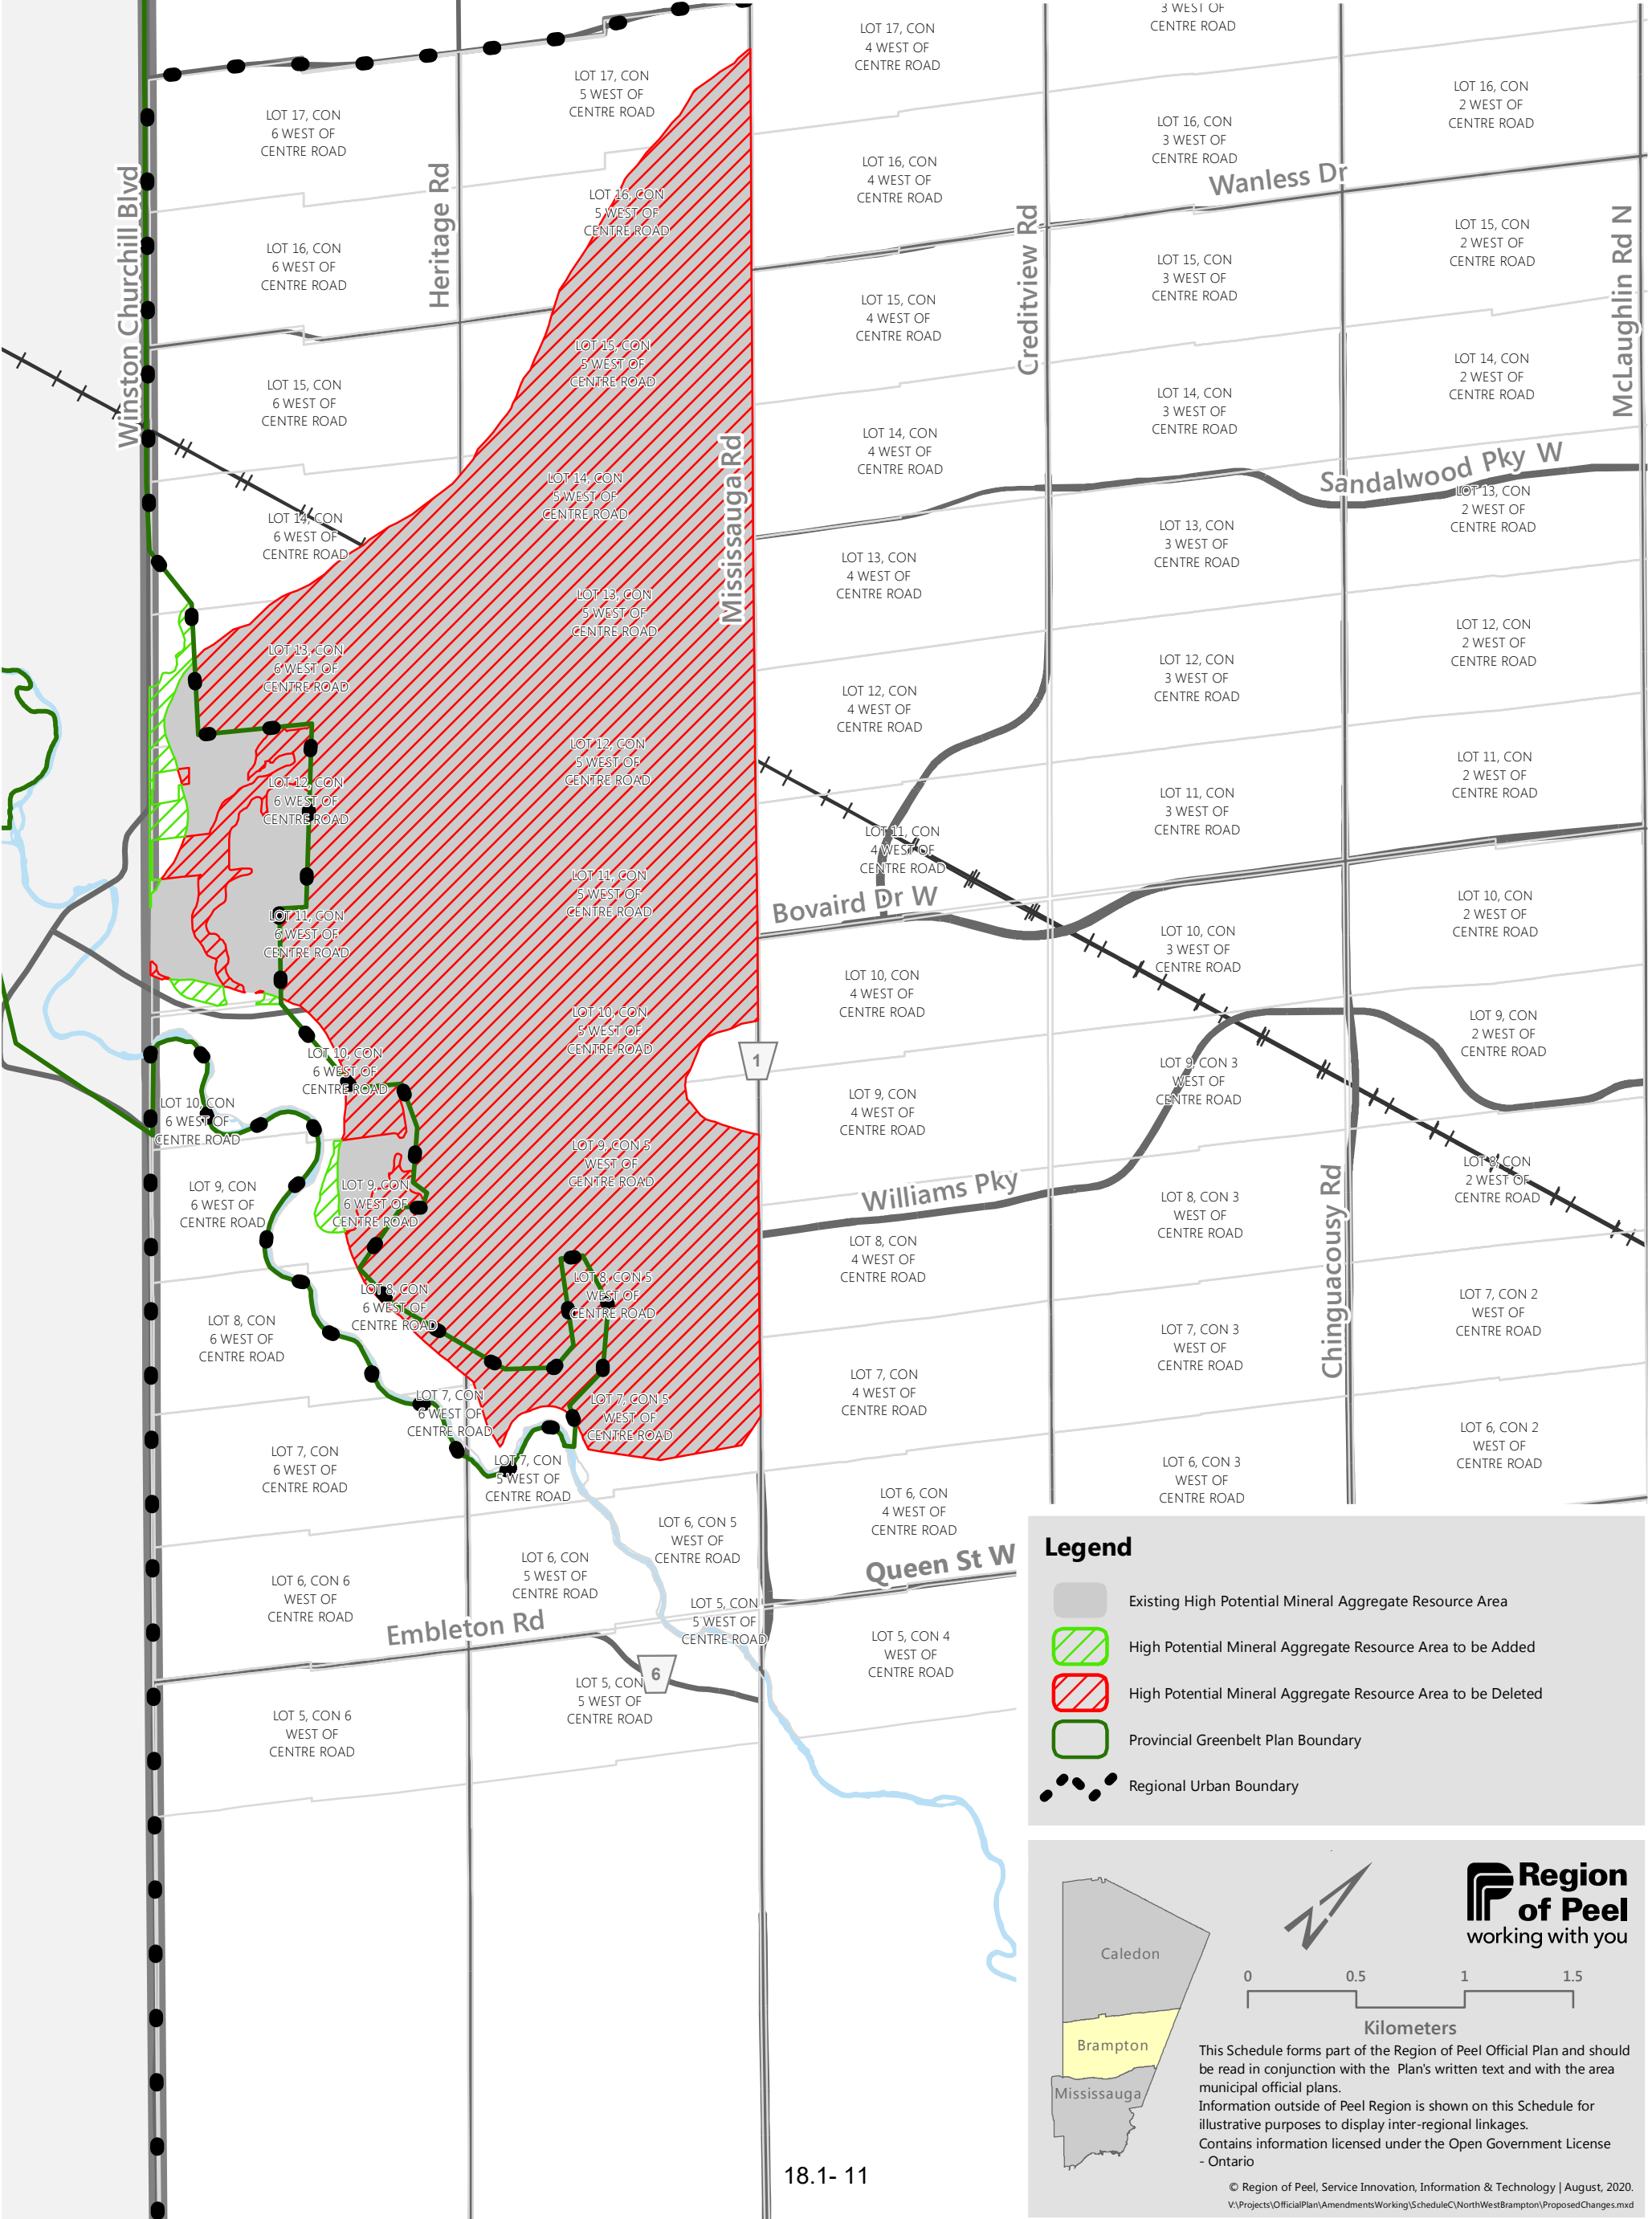 3 WEST OF
CENTRE ROAD
LOT 17, CON
4 WEST OF
CENTRE ROAD
LOT 17, CON
5 WEST OF
CENTRE ROAD
LOT 16, CON
2 WEST OF
CENTRE ROAD
LOT 17, CON
6 WEST OF
CENTRE ROAD
LOT 16, CON
3 WEST OF
CENTRE ROAD
LOT 16, CON
4 WEST OF
CENTRE ROAD
Wanless Dr
LOT 16, CON
5 WEST OF
CENTRE ROAD
Winston Churchill Blvd
Heritage Rd
Creditview Rd
McLaughlin Rd N
LOT 16, CON
6 WEST OF
CENTRE ROAD
LOT 15, CON
2 WEST OF
CENTRE ROAD
LOT 15, CON
3 WEST OF
CENTRE ROAD
LOT 15, CON
4 WEST OF
CENTRE ROAD
LOT 15, CON
5 WEST OF
CENTRE ROAD
LOT 15, CON
6 WEST OF
CENTRE ROAD
LOT 14, CON
2 WEST OF
CENTRE ROAD
LOT 14, CON
3 WEST OF
CENTRE ROAD
LOT 14, CON
4 WEST OF
CENTRE ROAD
Mississauga Rd
Sandalwood Pky W
LOT 14, CON
5 WEST OF
CENTRE ROAD
LOT 13, CON
2 WEST OF
CENTRE ROAD
LOT 14, CON
6 WEST OF
CENTRE ROAD
LOT 13, CON
3 WEST OF
CENTRE ROAD
LOT 13, CON
4 WEST OF
CENTRE ROAD
LOT 13, CON
5 WEST OF
CENTRE ROAD
LOT 12, CON
2 WEST OF
CENTRE ROAD
LOT 13, CON
6 WEST OF
CENTRE ROAD
LOT 12, CON
3 WEST OF
CENTRE ROAD
LOT 12, CON
4 WEST OF
CENTRE ROAD
LOT 12, CON
5 WEST OF
CENTRE ROAD
LOT 11, CON
2 WEST OF
CENTRE ROAD
LOT 12, CON
6 WEST OF
CENTRE ROAD
LOT 11, CON
3 WEST OF
CENTRE ROAD
LOT 11, CON
4 WEST OF
CENTRE ROAD
LOT 11, CON
5 WEST OF
CENTRE ROAD
Bovaird Dr W
LOT 10, CON
2 WEST OF
CENTRE ROAD
LOT 11, CON
6 WEST OF
CENTRE ROAD
LOT 10, CON
3 WEST OF
CENTRE ROAD
LOT 10, CON
4 WEST OF
CENTRE ROAD
LOT 10, CON
5 WEST OF
CENTRE ROAD
LOT 9, CON
2 WEST OF
CENTRE ROAD
1
LOT 10, CON
6 WEST OF
CENTRE ROAD
LOT 9, CON 3
WEST OF
CENTRE ROAD
LOT 10, CON
6 WEST OF
CENTRE ROAD
LOT 9, CON
4 WEST OF
CENTRE ROAD
LOT 9, CON 5
WEST OF
CENTRE ROAD
LOT 8, CON
2 WEST OF
CENTRE ROAD
LOT 9, CON
6 WEST OF
CENTRE ROAD
LOT 9, CON
6 WEST OF
CENTRE ROAD
Williams Pky
Chinguacousy Rd
LOT 8, CON 3
WEST OF
CENTRE ROAD
LOT 8, CON
4 WEST OF
CENTRE ROAD
LOT 8, CON 5
WEST OF
CENTRE ROAD
LOT 8, CON
6 WEST OF
CENTRE ROAD
LOT 7, CON 2
WEST OF
CENTRE ROAD
LOT 8, CON
6 WEST OF
CENTRE ROAD
LOT 7, CON 3
WEST OF
CENTRE ROAD
LOT 7, CON
4 WEST OF
CENTRE ROAD
LOT 7, CON
6 WEST OF
CENTRE ROAD
LOT 7, CON 5
WEST OF
CENTRE ROAD
LOT 6, CON 2
WEST OF
CENTRE ROAD
LOT 7, CON
6 WEST OF
CENTRE ROAD
LOT 7, CON
5 WEST OF
CENTRE ROAD
LOT 6, CON 3
WEST OF
CENTRE ROAD
LOT 6, CON
4 WEST OF
CENTRE ROAD
LOT 6, CON 5
WEST OF
CENTRE ROAD
LOT 6, CON
5 WEST OF
CENTRE ROAD
Queen St W
LOT 6, CON 6
WEST OF
CENTRE ROAD
Embleton Rd
LOT 5, CON
5 WEST OF
CENTRE ROAD
LOT 5, CON 4
WEST OF
CENTRE ROAD
6
LOT 5, CON
5 WEST OF
CENTRE ROAD
LOT 5, CON 6
WEST OF
CENTRE ROAD
Legend
Existing High Potential Mineral Aggregate Resource Area
High Potential Mineral Aggregate Resource Area to be Added
High Potential Mineral Aggregate Resource Area to be Deleted
Provincial Greenbelt Plan Boundary
Regional Urban Boundary
Caledon
Brampton
Mississauga
Region
of Peel
working with you
0 0.5 1 1.5
Kilometers
This Schedule forms part of the Region of Peel Official Plan and should
be read in conjunction with the Plan's written text and with the area
municipal official plans.
Information outside of Peel Region is shown on this Schedule for
illustrative purposes to display inter-regional linkages.
Contains information licensed under the Open Government License
- Ontario
© Region of Peel, Service Innovation, Information & Technology | August, 2020.
V:\Projects\OfficialPlan\AmendmentsWorking\ScheduleC\NorthWestBrampton\ProposedChanges.mxd
18.1- 11